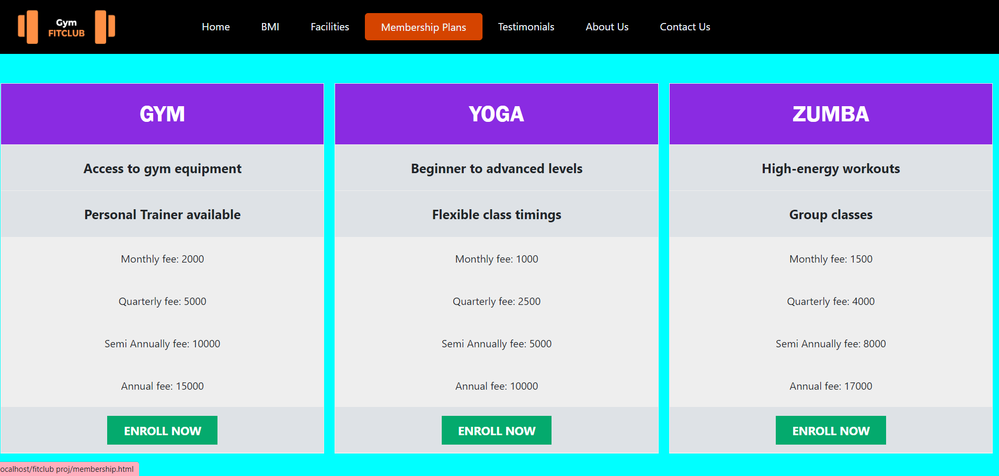 Gym
FITCLUB
Home BMI Facilities Membership Plans Testimonials About Us Contact Us
GYM
Access to gym equipment
Personal Trainer available
Monthly fee: 2000
Quarterly fee: 5000
Semi Annually fee: 10000
Annual fee: 15000
ENROLL NOW
YOGA
Beginner to advanced levels
Flexible class timings
Monthly fee: 1000
Quarterly fee: 2500
Semi Annually fee: 5000
Annual fee: 10000
ENROLL NOW
ZUMBA
High-energy workouts
Group classes
Monthly fee: 1500
Quarterly fee: 4000
Semi Annually fee: 8000
Annual fee: 17000
ENROLL NOW
ocalhost/fitclub proj/membership.html